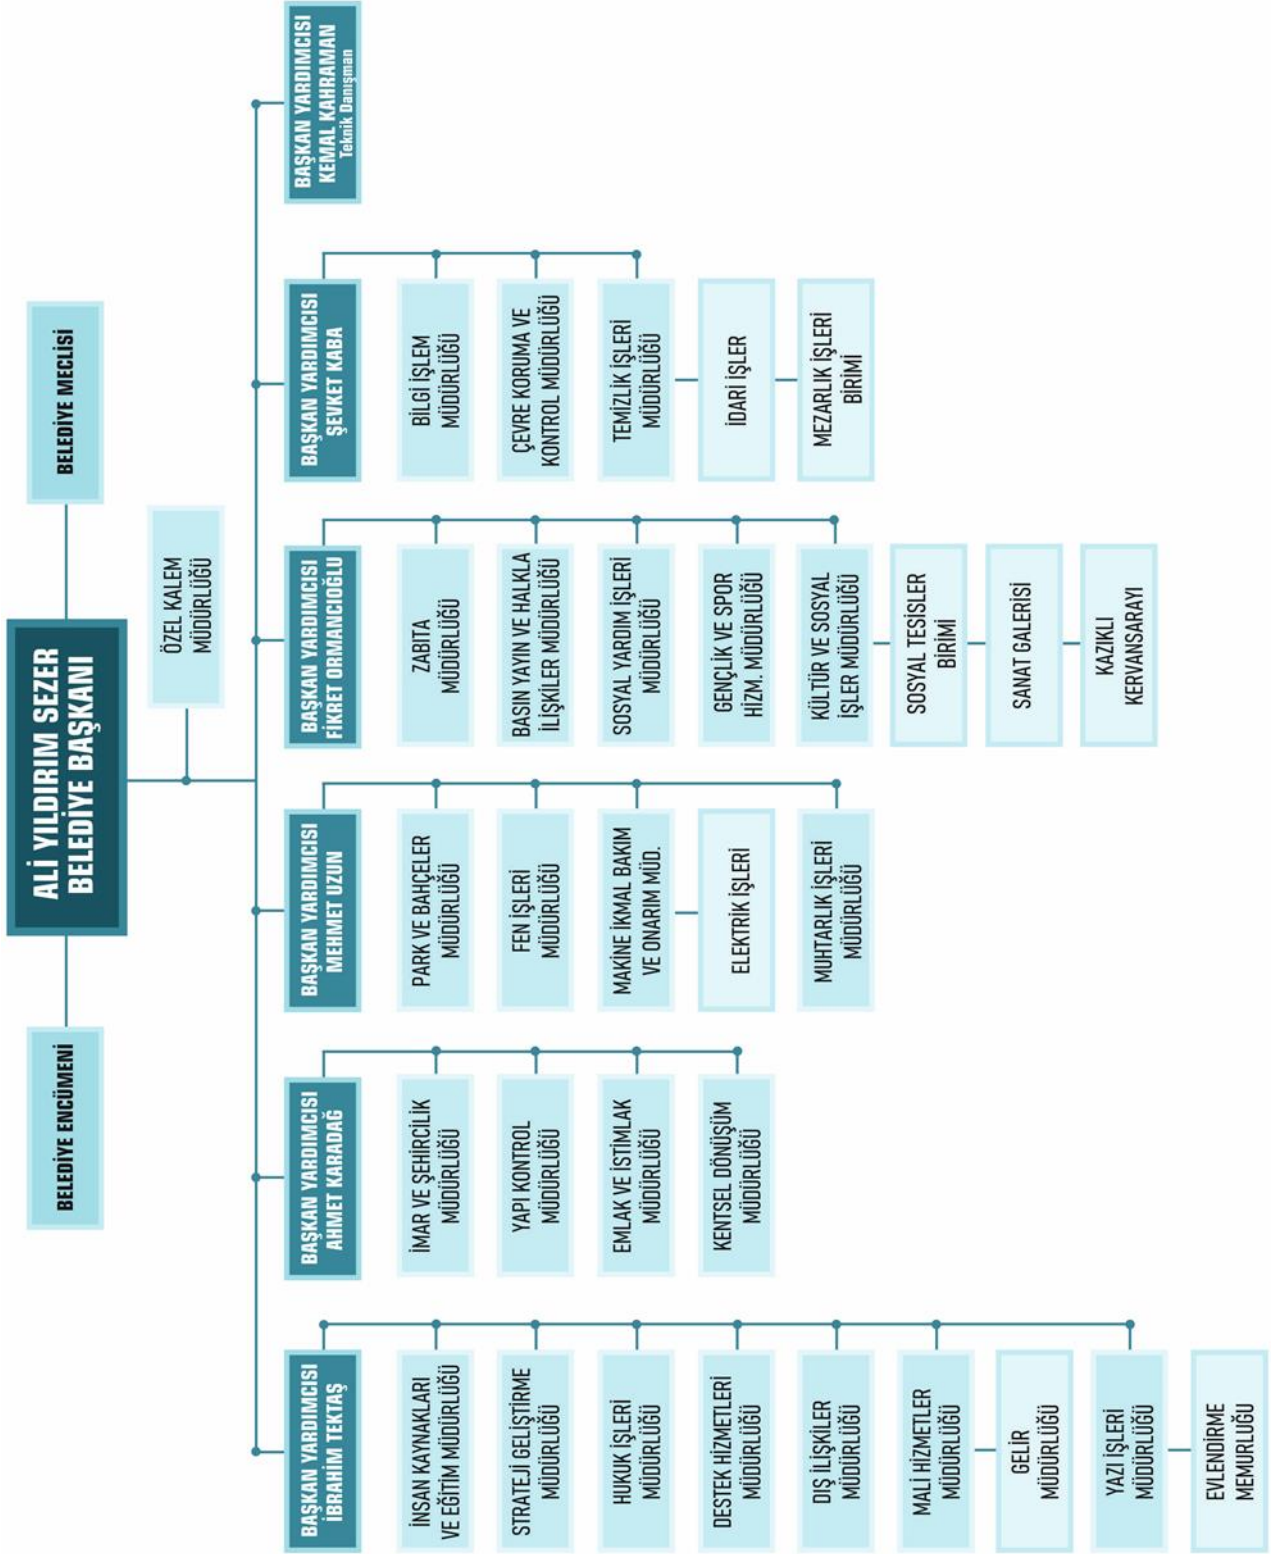 ALİ YILDIRIM SEZER
BELEDİYE BAŞKANI
BELEDİYE ENCÜMENİ
BELEDİYE MECLİSİ
ÖZEL KALEM
MÜDÜRLÜĞÜ
BAŞKAN YARDIMCISI
İBRAHİM TEKTAŞ
İNSAN KAYNAKLARI
VE EĞİTİM MÜDÜRLÜĞÜ
STRATEJİ GELİŞTİRME
MÜDÜRLÜĞÜ
HUKUK İŞLERİ
MÜDÜRLÜĞÜ
DESTEK HİZMETLERİ
MÜDÜRLÜĞÜ
DIŞ İLİŞKİLER
MÜDÜRLÜĞÜ
MALİ HİZMETLER
MÜDÜRLÜĞÜ
GELİR
MÜDÜRLÜĞÜ
YAZI İŞLERİ
MÜDÜRLÜĞÜ
EVLENDİRME
MEMURLUĞU
BAŞKAN YARDIMCISI
AHMET KARADAĞ
İMAR VE ŞEHİRCİLİK
MÜDÜRLÜĞÜ
YAPI KONTROL
MÜDÜRLÜĞÜ
EMLAK VE İSTİMLAK
MÜDÜRLÜĞÜ
KENTSEL DÖNÜŞÜM
MÜDÜRLÜĞÜ
BAŞKAN YARDIMCISI
MEHMET UZUN
PARK VE BAHÇELER
MÜDÜRLÜĞÜ
FEN İŞLERİ
MÜDÜRLÜĞÜ
MAKİNE İKMAL BAKIM
VE ONARIM MÜD.
ELEKTRİK İŞLERİ
MUHTARLIK İŞLERİ
MÜDÜRLÜĞÜ
BAŞKAN YARDIMCISI
FİKRET ORMANCIOĞLU
ZABITA
MÜDÜRLÜĞÜ
BASIN YAYIN VE HALKLA
İLİŞKİLER MÜDÜRLÜĞÜ
SOSYAL YARDIM İŞLERİ
MÜDÜRLÜĞÜ
GENÇLİK VE SPOR
HİZM. MÜDÜRLÜĞÜ
KÜLTÜR VE SOSYAL
İŞLER MÜDÜRLÜĞÜ
SOSYAL TESİSLER
BİRİMİ
SANAT GALERİSİ
KAZIKLI
KERVANSARAYI
BAŞKAN YARDIMCISI
ŞEVKET KABA
BİLGİ İŞLEM
MÜDÜRLÜĞÜ
ÇEVRE KORUMA VE
KONTROL MÜDÜRLÜĞÜ
TEMİZLİK İŞLERİ
MÜDÜRLÜĞÜ
İDARİ İŞLER
MEZARLIK İŞLERİ
BİRİMİ
BAŞKAN YARDIMCISI
KEMAL KAHRAMAN
Teknik Danışman